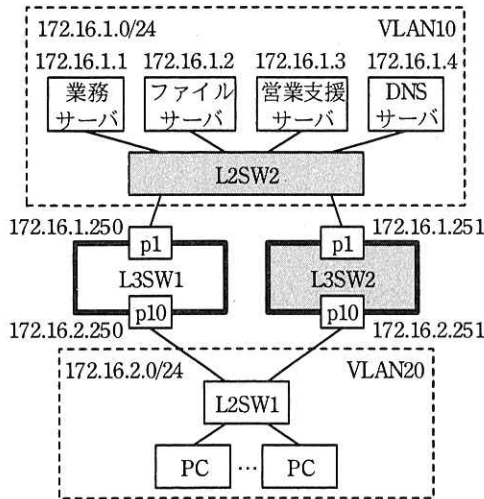 172.16.1.0/24 VLAN10
172.16.1.1 172.16.1.2 172.16.1.3 172.16.1.4
業務 ファイル 営業支援 DNS
サーバ サーバ サーバ サーバ
L2SW2
172.16.1.250 172.16.1.251
p1 p1
L3SW1 L3SW2
p10 p10
172.16.2.250 172.16.2.251
172.16.2.0/24 VLAN20
L2SW1
PC … PC